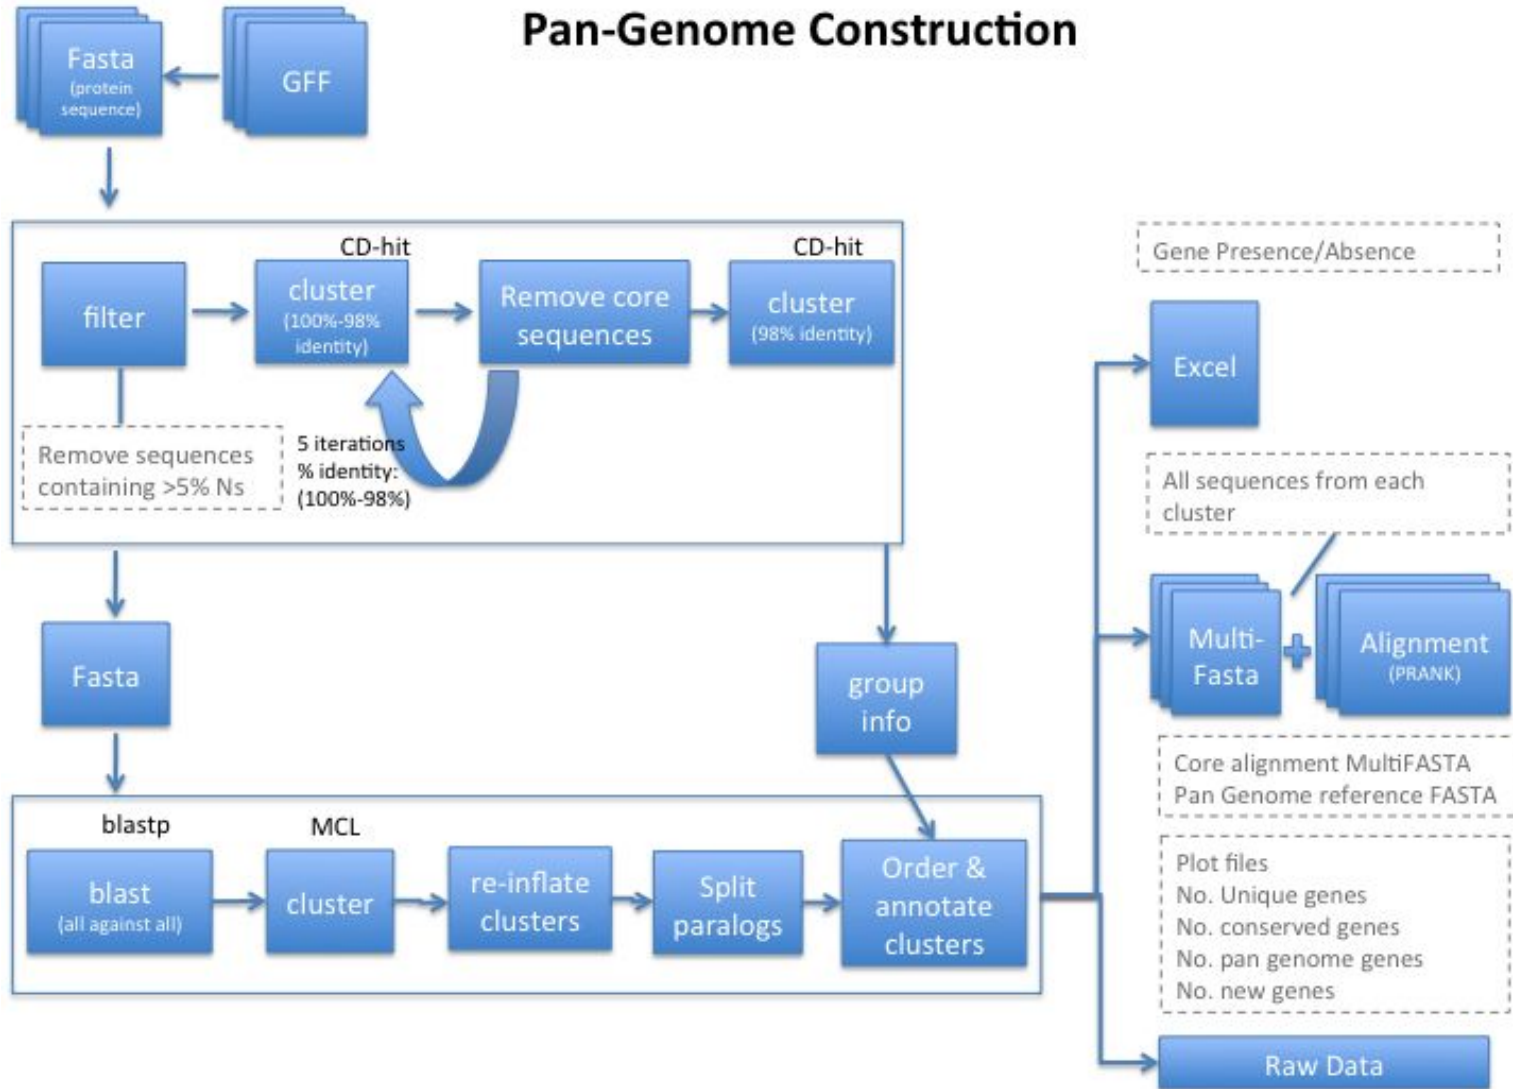 Pan-Genome Construction
Fasta
(protein
sequence)
GFF
CD-hit
CD-hit
filter
cluster
(100%-98%
identity)
Remove core
sequences
cluster
(98% identity)
Remove sequences
containing >5% Ns
5 iterations
% identity:
(100%-98%)
Fasta
group
info
blastp
MCL
blast
(all against all)
cluster
re-inflate
clusters
Split
paralogs
Order &
annotate
clusters
Gene Presence/Absence
Excel
All sequences from each
cluster
Multi-
Fasta
+
Alignment
(PRANK)
Core alignment MultiFASTA
Pan Genome reference FASTA
Plot files
No. Unique genes
No. conserved genes
No. pan genome genes
No. new genes
Raw Data